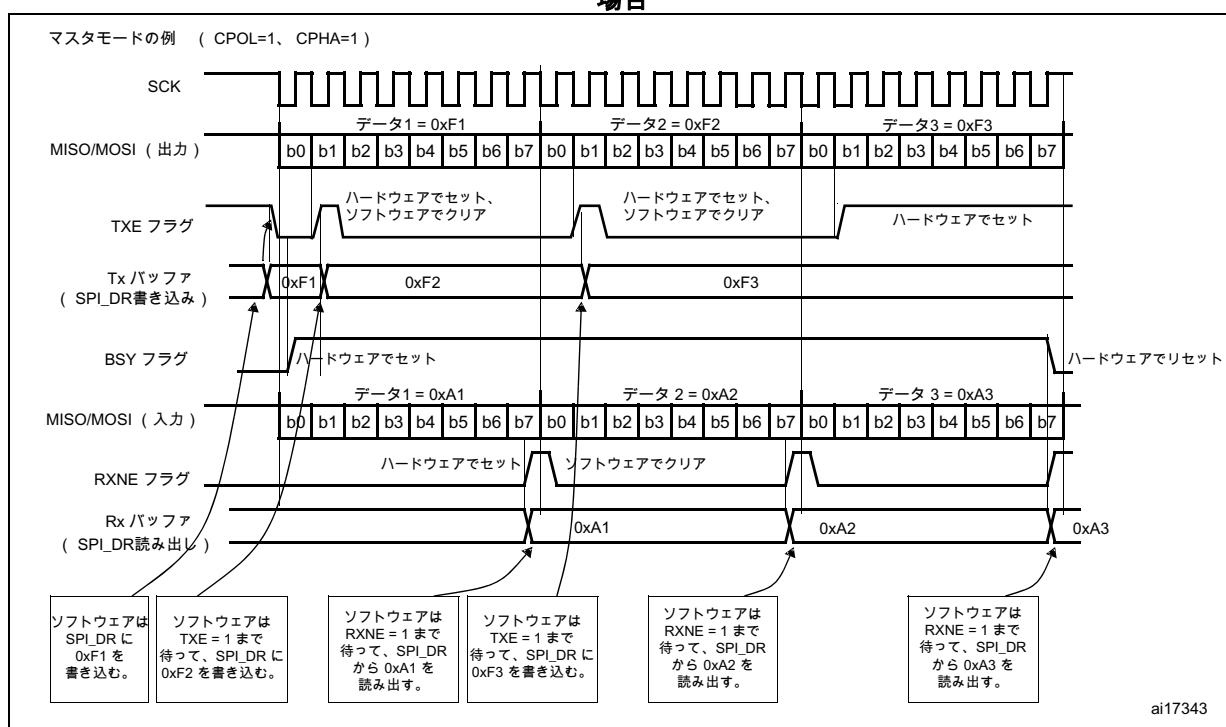 場合
マスタモードの例 ( CPOL=1、 CPHA=1 )
SCK
データ1 = 0xF1 データ2 = 0xF2 データ3 = 0xF3
MISO/MOSI ( 出力 ) b0 b1 b2 b3 b4 b5 b6 b7 b0 b1 b2 b3 b4 b5 b6 b7 b0 b1 b2 b3 b4 b5 b6 b7
ハードウェアでセット、
ソフトウェアでクリア
ハードウェアでセット、
ソフトウェアでクリア
TXE フラグ ハードウェアでセット
Tx バッファ
( SPI_DR書き込み )
0xF1 0xF2 0xF3
BSY フラグ ハードウェアでセット ハードウェアでリセット
データ1 = 0xA1 データ 2 = 0xA2 データ 3 = 0xA3
MISO/MOSI ( 入力 ) b0 b1 b2 b3 b4 b5 b6 b7 b0 b1 b2 b3 b4 b5 b6 b7 b0 b1 b2 b3 b4 b5 b6 b7
ハードウェアでセット ソフトウェアでクリア
RXNE フラグ
Rx バッファ
( SPI_DR読み出し )
0xA1 0xA2 0xA3
ソフトウェアは
SPI_DR に
0xF1 を
書き込む。
ソフトウェアは
TXE = 1 まで
待って、SPI_DR に
0xF2 を書き込む。
ソフトウェアは
RXNE = 1 まで
待って、SPI_DR
から 0xA1 を
読み出す。
ソフトウェアは
TXE = 1 まで
待って、SPI_DR に
0xF3 を書き込む。
ソフトウェアは
RXNE = 1 まで
待って、SPI_DR
から 0xA2 を
読み出す。
ソフトウェアは
RXNE = 1 まで
待って、SPI_DR
から 0xA3 を
読み出す。
ai17343